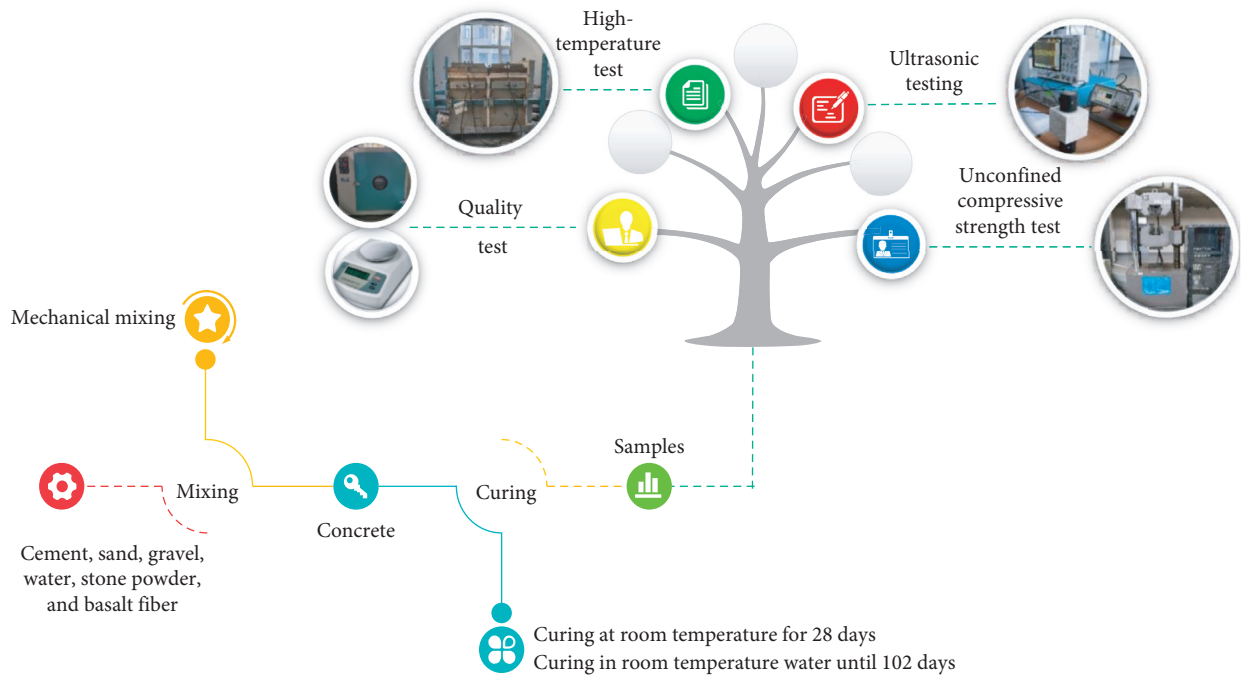 High-
temperature
test
Ultrasonic
testing
Quality
test
Unconfined
compressive
strength test
Mechanical mixing
Mixing
Concrete
Curing
Samples
Cement, sand, gravel,
water, stone powder,
and basalt fiber
Curing at room temperature for 28 days
Curing in room temperature water until 102 days